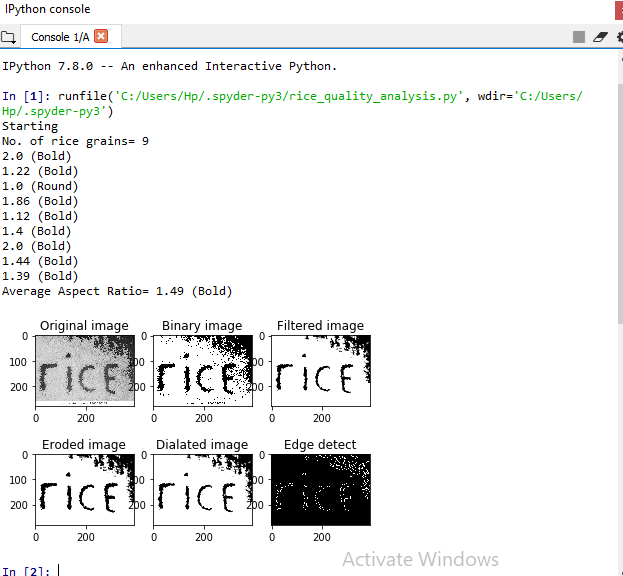 IPython console
Console 1/A
IPython 7.8.0 -- An enhanced Interactive Python.
In [1]: runfile('C:/Users/Hp/.spyder-py3/rice_quality_analysis.py', wdir='C:/Users/
Hp/.spyder-py3')
Starting
No. of rice grains= 9
2.0 (Bold)
1.22 (Bold)
1.0 (Round)
1.86 (Bold)
1.12 (Bold)
1.4 (Bold)
2.0 (Bold)
1.44 (Bold)
1.39 (Bold)
Average Aspect Ratio= 1.49 (Bold)
Original image Binary image Filtered image
0 0 0
100 100 100
200 200 200
rice rice rice
0 200 0 200 0 200
Eroded image Dialated image Edge detect
0 0 0
100 100 100
200 200 200
rice rice rice
0 200 0 200 0 200
Activate Windows
In [2]: